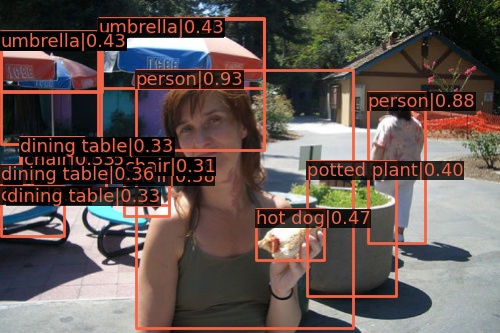 umbrella|0.43
umbrella|0.43
person|0.93
person|0.88
dining table|0.33
chair|0.31
dining table|0.36
potted plant|0.40
dining table|0.33
hot dog|0.47